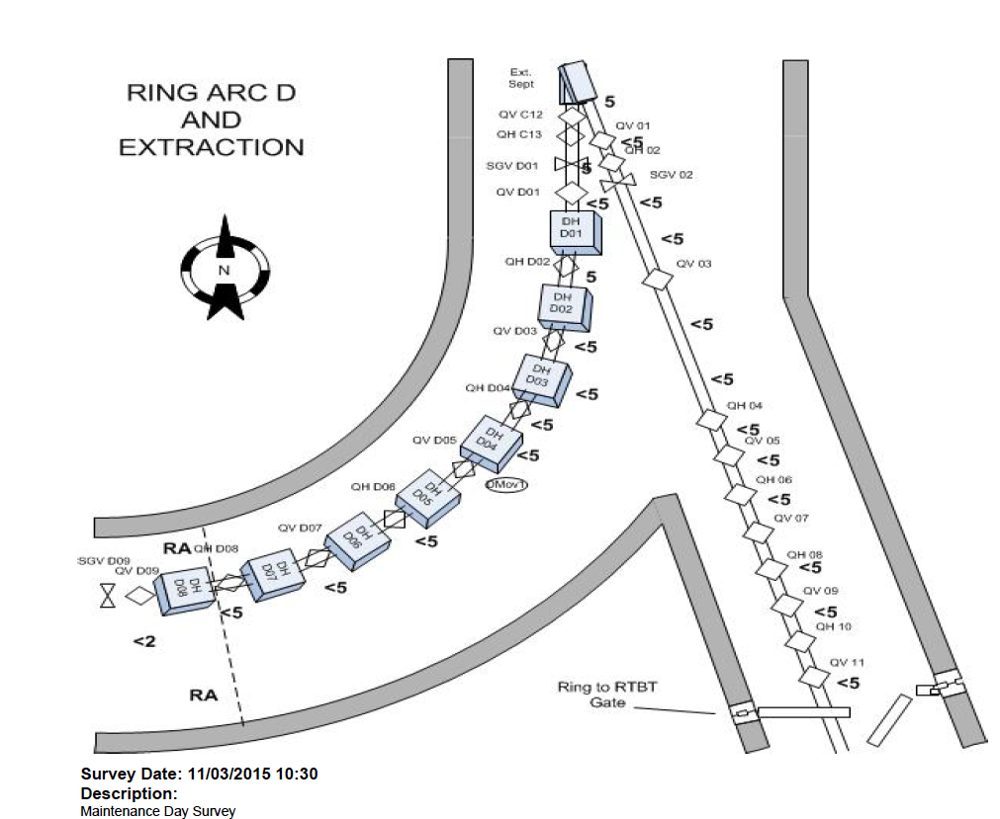 RING ARC D
AND
EXTRACTION
N
Ext.
Sept
5
QV C12
QH C13
QV 01
<5
QH 02
SGV D01
5
SGV 02
QV D01
<5
<5
DH
D01
<5
QH D02
5
QV 03
DH
D02
<5
QV D03
<5
DH
D03
<5
<5
QH D04
QH 04
<5
<5
QV D05
DH
D04
QV 05
<5
<5
QH D06
DMov1
QH 06
DH
D05
<5
QV D07
QV 07
<5
DH
D06
RA
QH D08
QH 08
<5
SGV D09
QV D09
DH
D07
DH
D08
<5
QV 09
<5
<5
QH 10
<2
QV 11
<5
RA
Ring to RTBT
Gate
Survey Date: 11/03/2015 10:30
Description:
Maintenance Day Survey